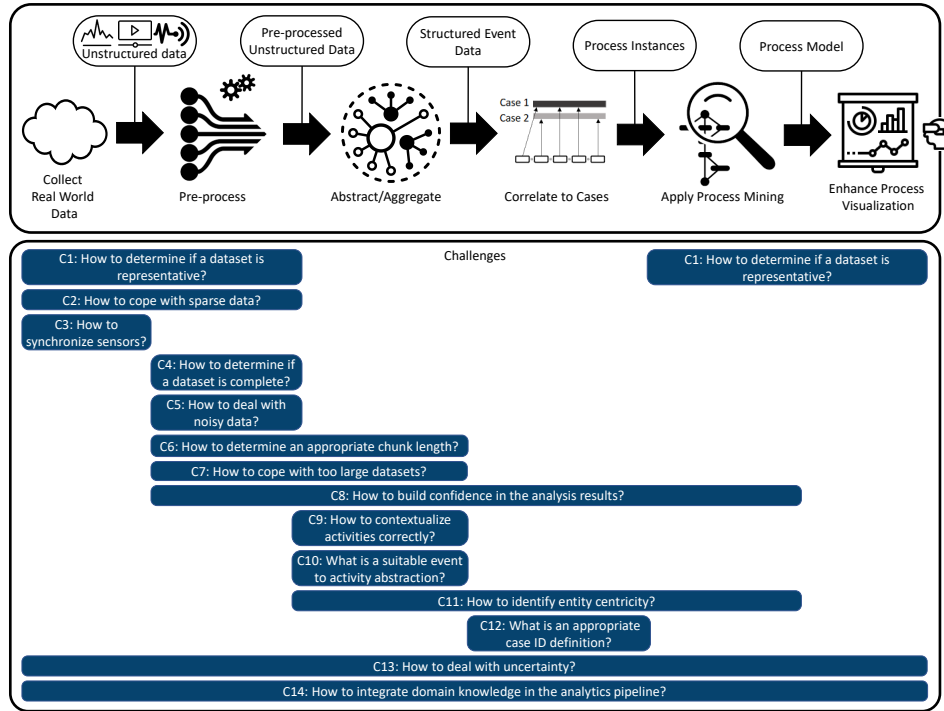 Unstructured data
Pre-processed
Unstructured Data
Structured Event
Data
Process Instances
Process Model
Case 1
Case 2
Collect
Real World
Data
Pre-process
Abstract/Aggregate
Correlate to Cases
Apply Process Mining
Enhance Process
Visualization
Challenges
C1: How to determine if a dataset is
representative?
C1: How to determine if a dataset is
representative?
C2: How to cope with sparse data?
C3: How to
synchronize sensors?
C4: How to determine if
a dataset is complete?
C5: How to deal with
noisy data?
C6: How to determine an appropriate chunk length?
C7: How to cope with too large datasets?
C8: How to build confidence in the analysis results?
C9: How to contextualize
activities correctly?
C10: What is a suitable event
to activity abstraction?
C11: How to identify entity centricity?
C12: What is an appropriate
case ID definition?
C13: How to deal with uncertainty?
C14: How to integrate domain knowledge in the analytics pipeline?